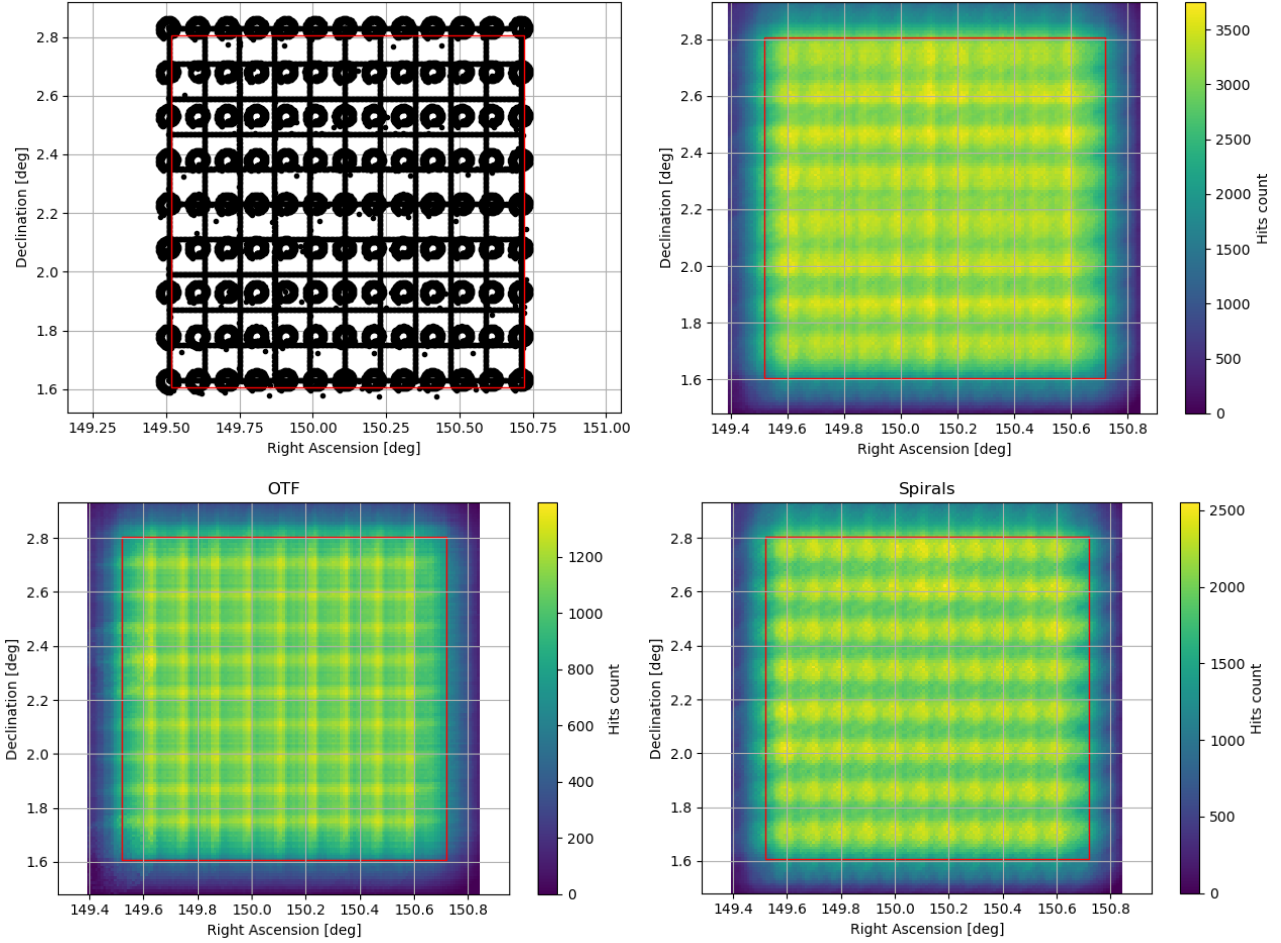 2.8
2.6
2.4
2.2
2.0
1.8
1.6
Declination [deg]
149.25 149.50 149.75 150.00 150.25 150.50 150.75 151.00
Right Ascension [deg]
2.8
2.6
2.4
2.2
2.0
1.8
1.6
Declination [deg]
149.4 149.6 149.8 150.0 150.2 150.4 150.6 150.8
Right Ascension [deg]
3500
3000
2500
2000
1500
1000
500
0
Hits count
OTF
2.8
2.6
2.4
2.2
2.0
1.8
1.6
Declination [deg]
149.4 149.6 149.8 150.0 150.2 150.4 150.6 150.8
Right Ascension [deg]
1200
1000
800
600
400
200
0
Hits count
Spirals
2.8
2.6
2.4
2.2
2.0
1.8
1.6
Declination [deg]
149.4 149.6 149.8 150.0 150.2 150.4 150.6 150.8
Right Ascension [deg]
2500
2000
1500
1000
500
0
Hits count